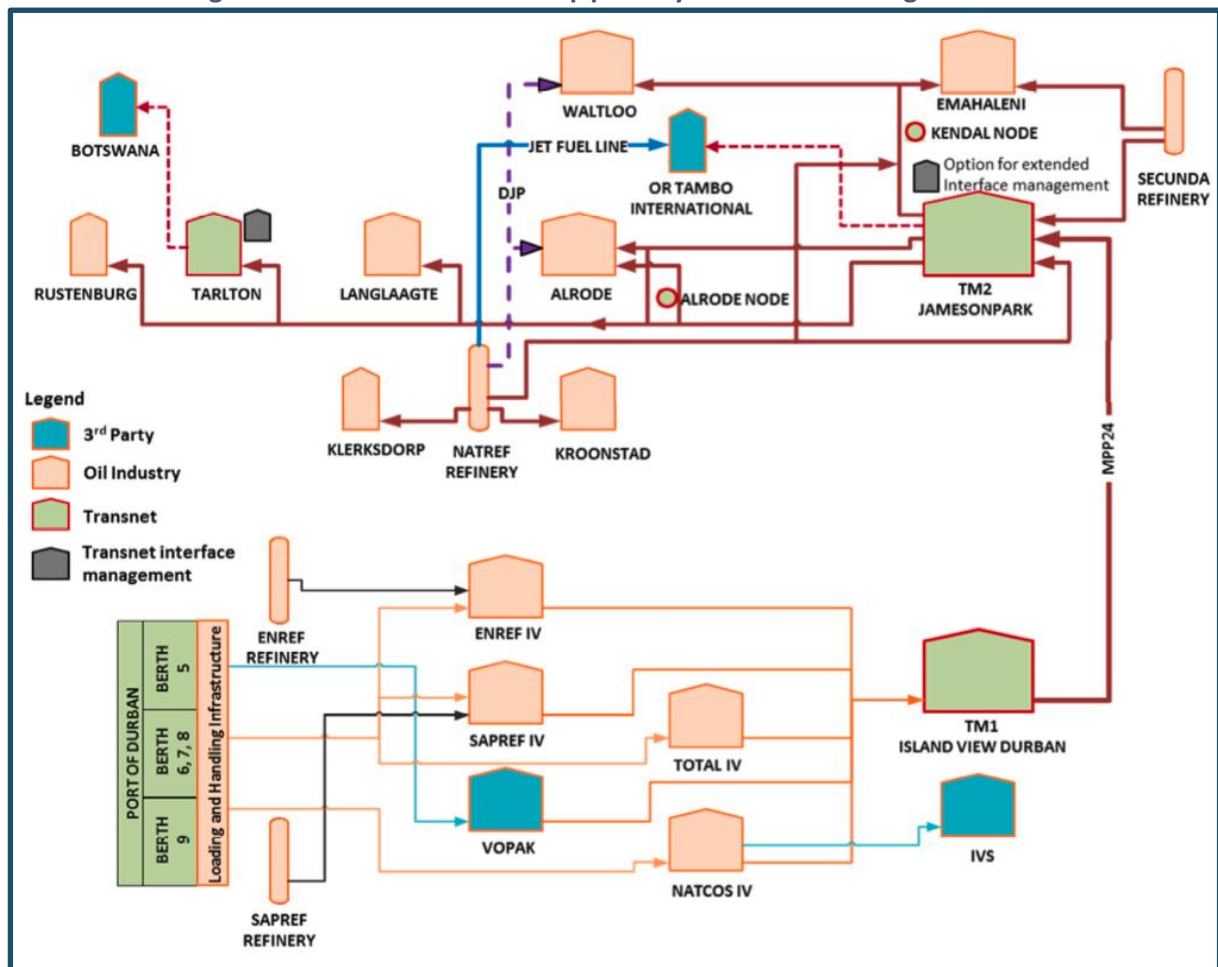 WALTLOO
EMAHALENI
BOTSWANA
KENDAL NODE
JET FUEL LINE
Option for extended
Interface management
SECUNDA
REFINERY
OR TAMBO
INTERNATIONAL
DJP
RUSTENBURG
TARLTON
LANGLAAGTE
ALRODE
ALRODE NODE
TM2
JAMESONPARK
Legend
3rd Party
Oil Industry
Transnet
Transnet interface
management
KLERKSDORP
NATREF
REFINERY
KROONSTAD
MPP24
ENREF
REFINERY
ENREF IV
PORT OF DURBAN
BERTH
5
BERTH
6, 7, 8
BERTH
9
Loading and Handling Infrastructure
SAPREF IV
TOTAL IV
TM1
ISLAND VIEW DURBAN
VOPAK
NATCOS IV
IVS
SAPREF
REFINERY